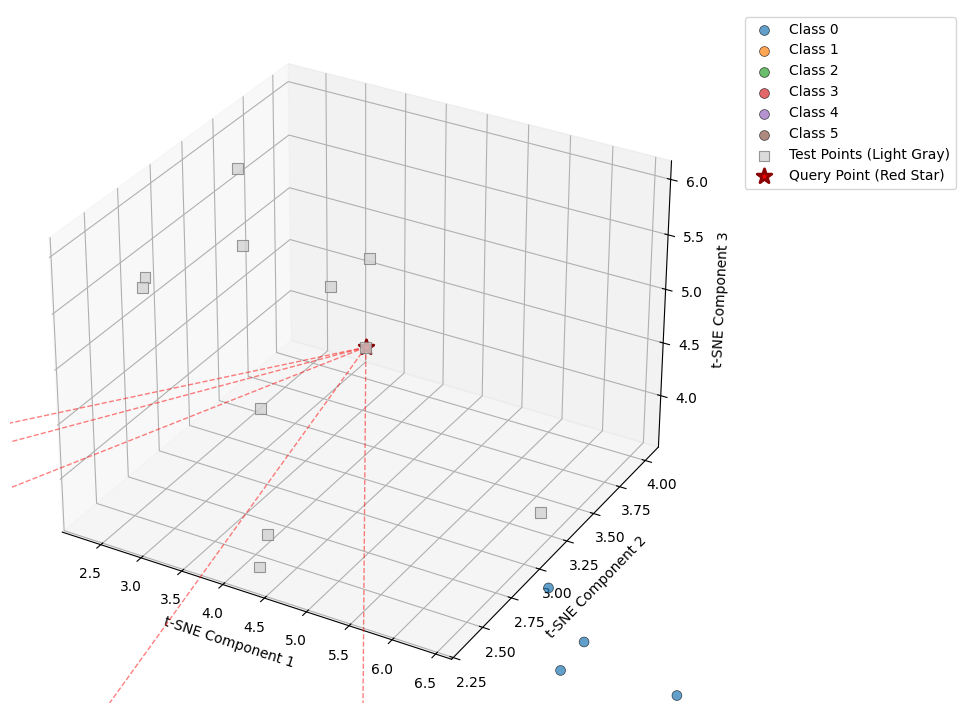 Class 0
Class 1
Class 2
Class 3
Class 4
Class 5
Test Points (Light Gray)
Query Point (Red Star)
6.0
5.5
5.0
4.5
4.0
t-SNE Component 3
4.00
3.75
3.50
3.25
3.00
2.75
2.50
2.25
t-SNE Component 2
2.5
3.0
3.5
4.0
4.5
5.0
5.5
6.0
6.5
t-SNE Component 1